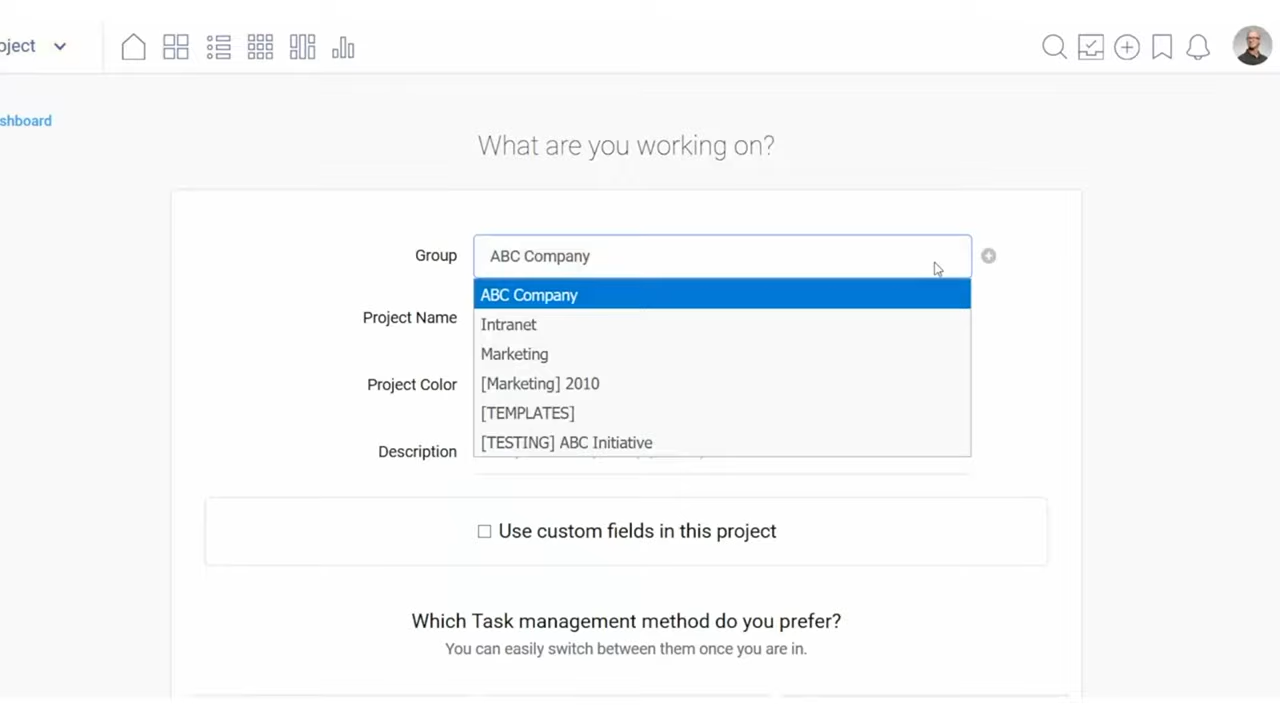 oject
shboard
What are you working on?
Group
ABC Company
ABC Company
Intranet
Project Name
Marketing
[Marketing] 2010
Project Color
[TEMPLATES]
[TESTING] ABC Initiative
Description
Use custom fields in this project
Which Task management method do you prefer?
You can easily switch between them once you are in.